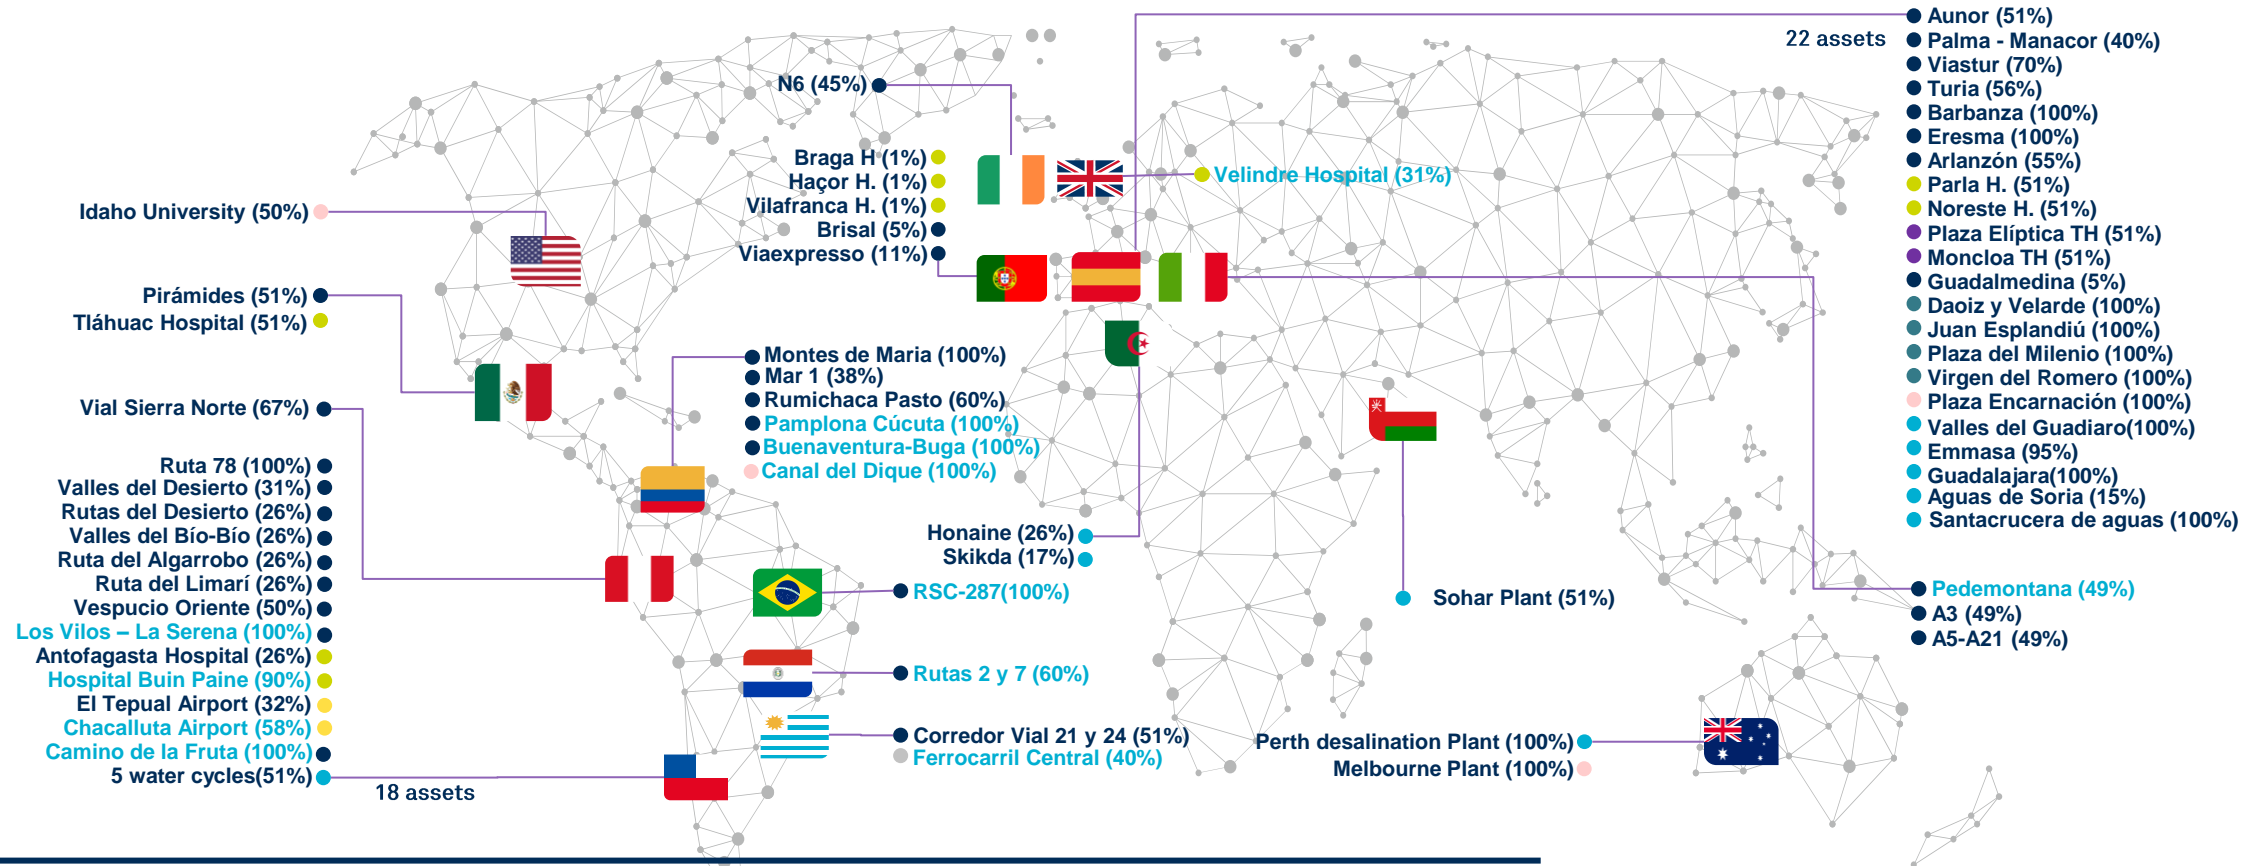 N6 (45%)
Braga H (1%)
Haçor H. (1%)
Vilafranca H. (1%)
Brisal (5%)
Viaexpresso (11%)
Velindre Hospital (31%)
Idaho University (50%)
Pirámides (51%)
Tláhuac Hospital (51%)
Vial Sierra Norte (67%)
Ruta 78 (100%)
Valles del Desierto (31%)
Rutas del Desierto (26%)
Valles del Bío-Bío (26%)
Ruta del Algarrobo (26%)
Ruta del Limarí (26%)
Vespucio Oriente (50%)
Los Vilos – La Serena (100%)
Antofagasta Hospital (26%)
Hospital Buin Paine (90%)
El Tepual Airport (32%)
Chacalluta Airport (58%)
Camino de la Fruta (100%)
5 water cycles(51%)
18 assets
Montes de Maria (100%)
Mar 1 (38%)
Rumichaca Pasto (60%)
Pamplona Cúcuta (100%)
Buenaventura-Buga (100%)
Canal del Dique (100%)
Honaine (26%)
Skikda (17%)
RSC-287(100%)
Rutas 2 y 7 (60%)
Corredor Vial 21 y 24 (51%)
Ferrocarril Central (40%)
Sohar Plant (51%)
Perth desalination Plant (100%)
Melbourne Plant (100%)
22 assets
Aunor (51%)
Palma - Manacor (40%)
Viastur (70%)
Turia (56%)
Barbanza (100%)
Eresma (100%)
Arlanzón (55%)
Parla H. (51%)
Noreste H. (51%)
Plaza Elíptica TH (51%)
Moncloa TH (51%)
Guadalmedina (5%)
Daoiz y Velarde (100%)
Juan Esplandiú (100%)
Plaza del Milenio (100%)
Virgen del Romero (100%)
Plaza Encarnación (100%)
Valles del Guadiaro(100%)
Emmasa (95%)
Guadalajara(100%)
Aguas de Soria (15%)
Santacrucera de aguas (100%)
Pedemontana (49%)
A3 (49%)
A5-A21 (49%)